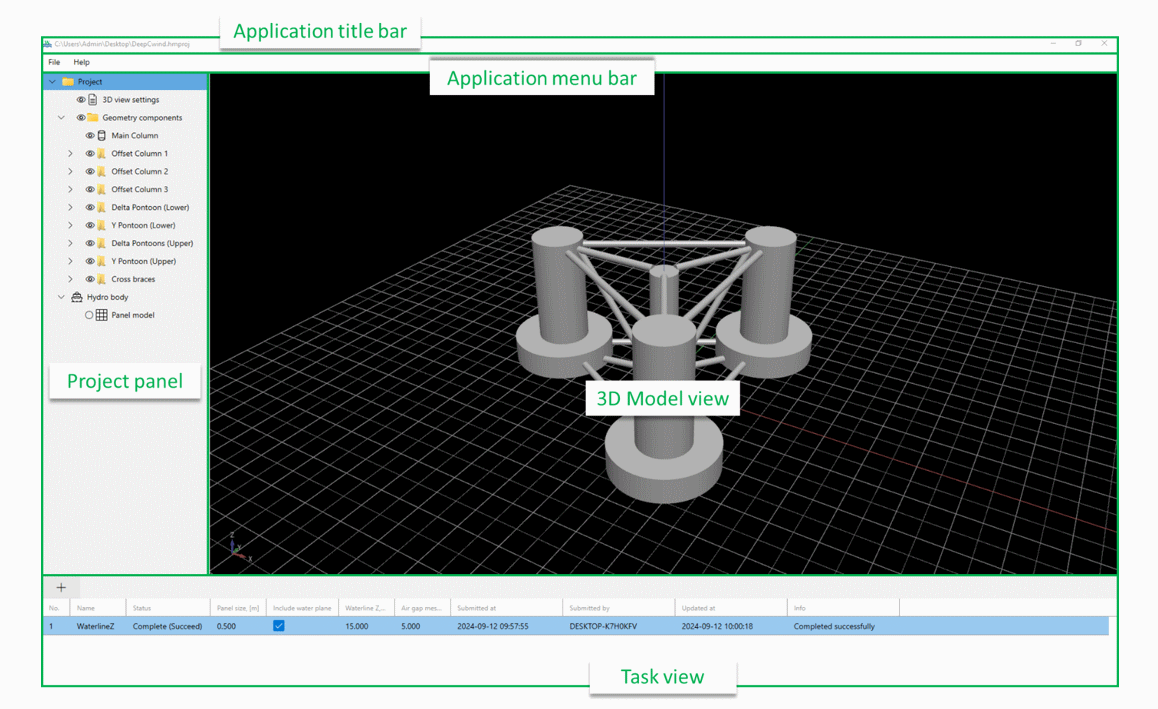 Application title bar
C:\Users\Admin\Desktop\DeepCwind.hmproj
File Help
Application menu bar
Project
3D view settings
Geometry components
Main Column
Offset Column 1
Offset Column 2
Offset Column 3
Delta Pontoon (Lower)
Y Pontoon (Lower)
Delta Pontoons (Upper)
Y Pontoon (Upper)
Cross braces
Hydro body
Panel model
Project panel
3D Model view
Z
Y
X
+
No. Name Status Panel size, [m] Include water plane Waterline Z,... Air gap mes... Submitted at Submitted by Updated at Info
1 WaterlineZ Complete (Succeed) 0.500 15.000 5.000 2024-09-12 09:57:55 DESKTOP-K7H0KFV 2024-09-12 10:00:18 Completed successfully
Task view